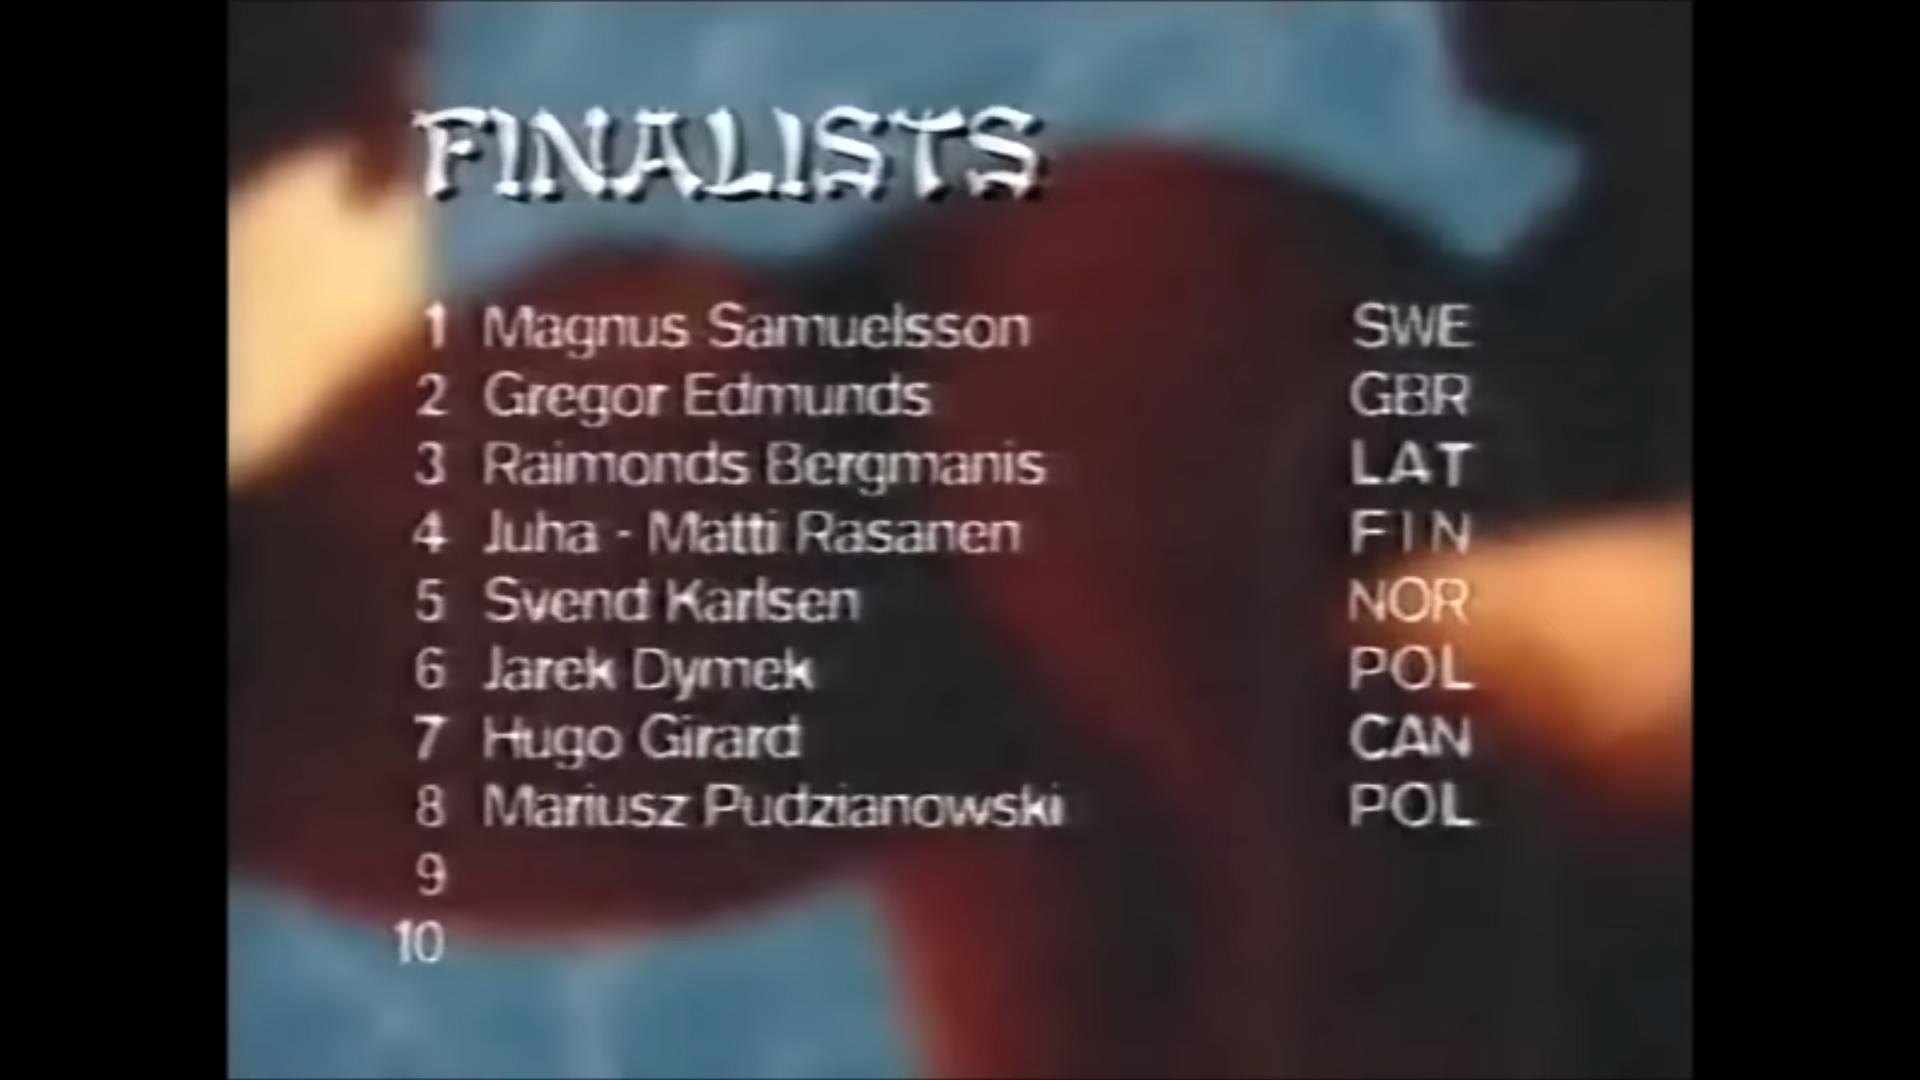 FINALISTS
1 Magnus Samuelsson SWE
2 Gregor Edmunds GBR
3 Raimonds Bergmanis LAT
4 Juha - Matti Rasanen FIN
5 Svend Karlsen NOR
6 Jarek Dymek POL
7 Hugo Girard CAN
8 Mariusz Pudzianowski POL
9
10